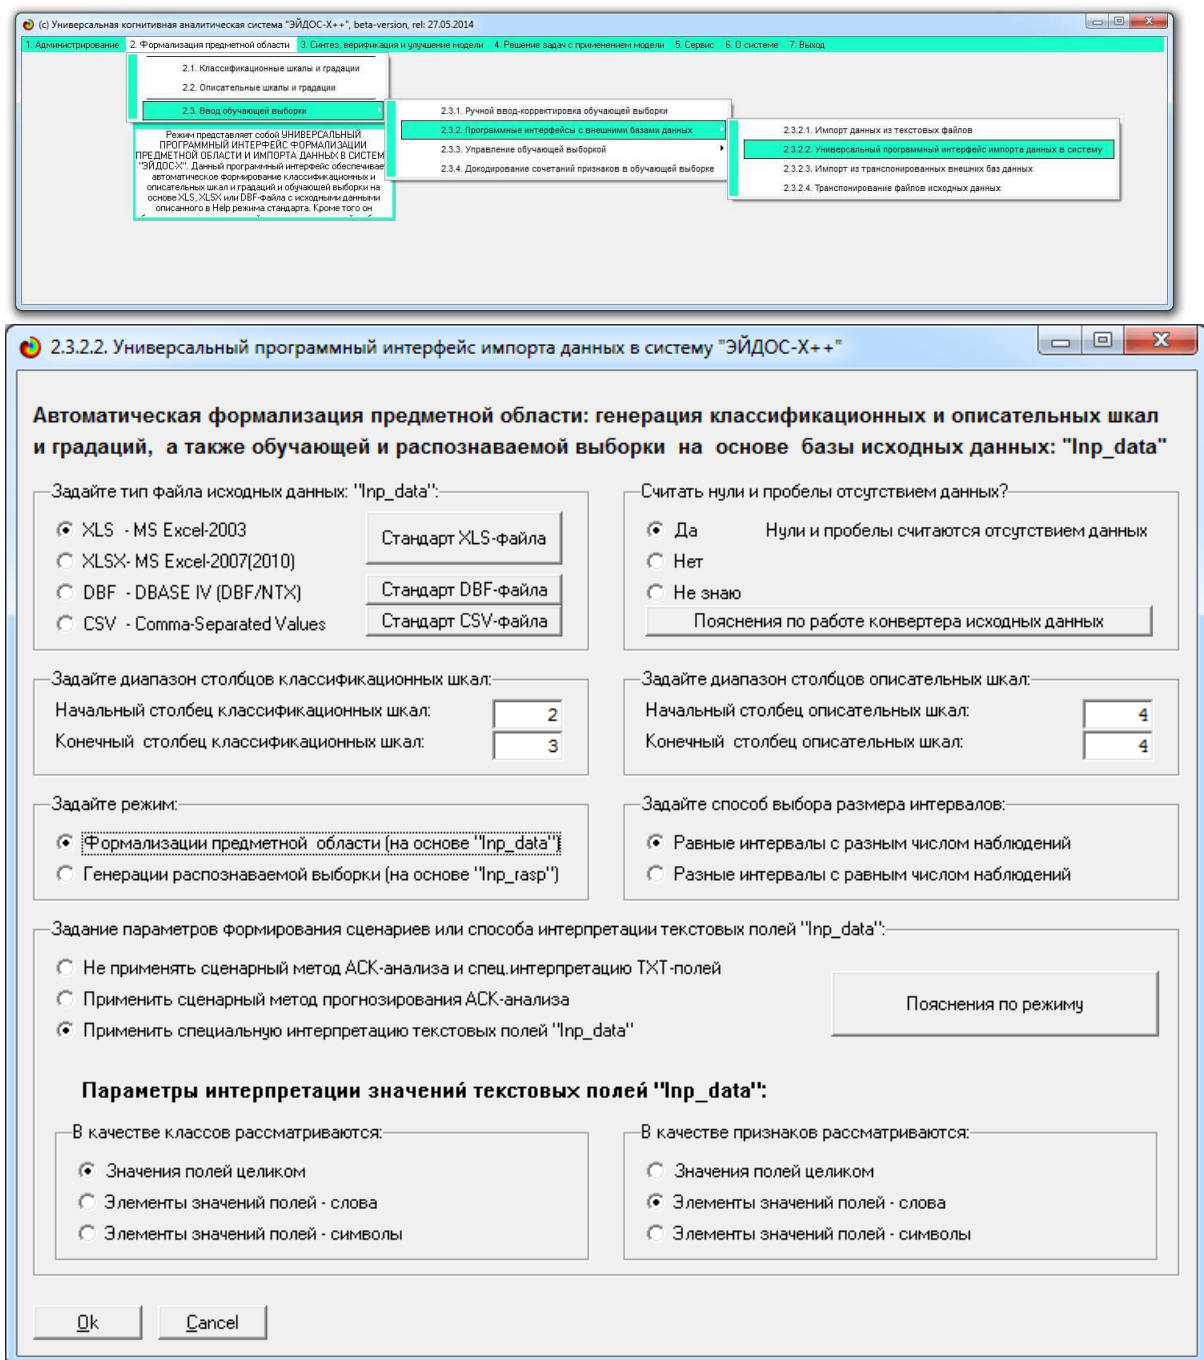 (c) Универсальная когнитивная аналитическая система "ЭЙДОС-X++", beta-version, rel: 27.05.2014
1. Администрирование 2. Формализация предметной области 3. Синтез, верификация и улучшение модели 4. Решение задач с применением модели 5. Сервис 6. О системе 7. Выход
2.1. Классификационные шкалы и градации
2.2. Описательные шкалы и градации
2.3. Ввод обучающей выборки
2.3.1. Ручной ввод-корректировка обучающей выборки
2.3.2. Программные интерфейсы с внешними базами данных
2.3.3. Управление обучающей выборкой
2.3.4. Докодирование сочетаний признаков в обучающей выборке
2.3.2.1. Импорт данных из текстовых файлов
2.3.2.2. Универсальный программный интерфейс импорта данных в систему
2.3.2.3. Импорт из транспонированных внешних баз данных
2.3.2.4. Транспонирование файлов исходных данных
Режим представляет собой УНИВЕРСАЛЬНЫЙ
ПРОГРАММНЫЙ ИНТЕРФЕЙС ФОРМАЛИЗАЦИИ
ПРЕДМЕТНОЙ ОБЛАСТИ И ИМПОРТА ДАННЫХ В СИСТЕМ
"ЭЙДОС-X". Данный программный интерфейс обеспечивает
автоматическое формирование классификационных и
описательных шкал и градаций и обучающей выборки на
основе XLS, XLSX или DBF-файла с исходными данными
описанного в Help режима стандарта. Кроме того он
2.3.2.2. Универсальный программный интерфейс импорта данных в систему "ЭЙДОС-X++"
Автоматическая формализация предметной области: генерация классификационных и описательных шкал
и градаций, а также обучающей и распознаваемой выборки на основе базы исходных данных: "Inp_data"
Задайте тип файла исходных данных: "Inp_data":
XLS - MS Excel-2003
XLSX- MS Excel-2007(2010)
DBF - DBASE IV (DBF/NTX)
CSV - Comma-Separated Values
Стандарт XLS-файла
Стандарт DBF-файла
Стандарт CSV-файла
Считать нули и пробелы отсутствием данных?
Да Нули и пробелы считаются отсутствием данных
Нет
Не знаю
Пояснения по работе конвертера исходных данных
Задайте диапазон столбцов классификационных шкал:
Начальный столбец классификационных шкал: 2
Конечный столбец классификационных шкал: 3
Задайте диапазон столбцов описательных шкал:
Начальный столбец описательных шкал: 4
Конечный столбец описательных шкал: 4
Задайте режим:
Формализации предметной области (на основе "Inp_data")
Генерации распознаваемой выборки (на основе "Inp_rasp")
Задайте способ выбора размера интервалов:
Равные интервалы с разным числом наблюдений
Разные интервалы с равным числом наблюдений
Задание параметров формирования сценариев или способа интерпретации текстовых полей "Inp_data":
Не применять сценарный метод АСК-анализа и спец.интерпретацию TXT-полей
Применить сценарный метод прогнозирования АСК-анализа
Применить специальную интерпретацию текстовых полей "Inp_data"
Пояснения по режиму
Параметры интерпретации значений текстовых полей "Inp_data":
В качестве классов рассматриваются:
Значения полей целиком
Элементы значений полей - слова
Элементы значений полей - символы
В качестве признаков рассматриваются:
Значения полей целиком
Элементы значений полей - слова
Элементы значений полей - символы
Ok Cancel